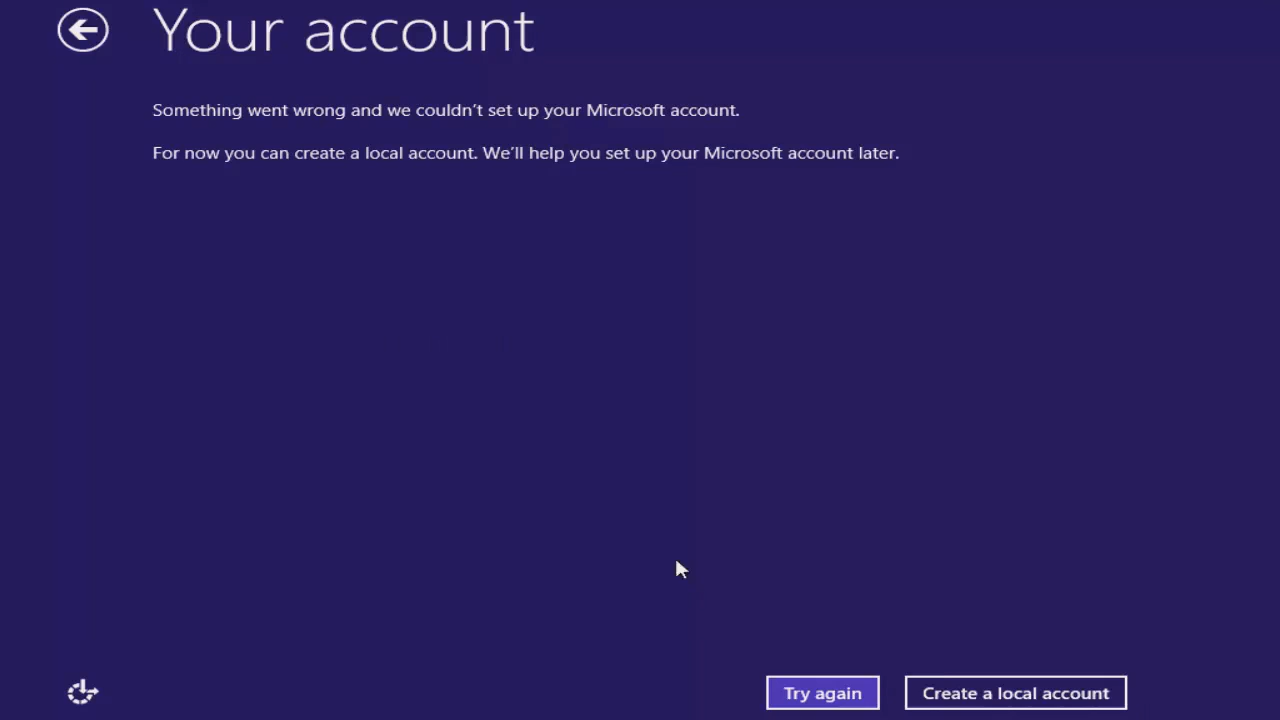 Your account
Something went wrong and we couldn't set up your Microsoft account.
For now you can create a local account. We'll help you set up your Microsoft account later.
Try again
Create a local account